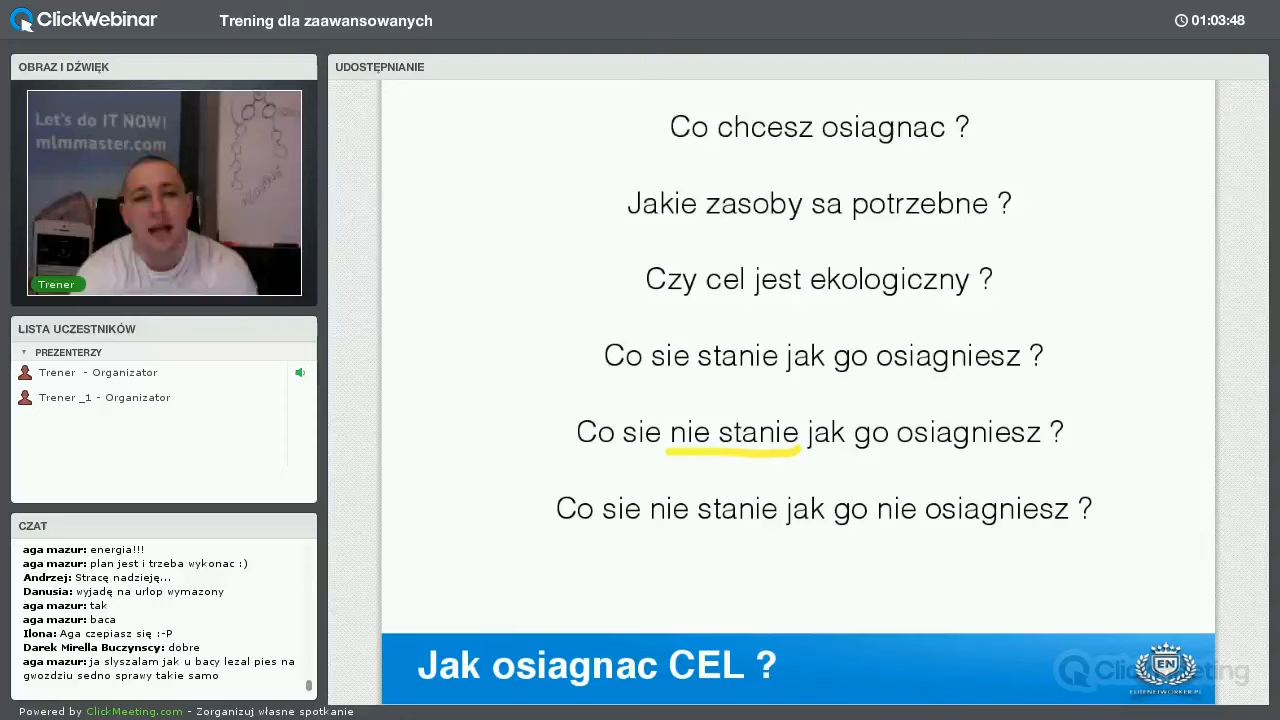 ClickWebinar
Trening dla zaawansowanych
01:03:48
OBRAZ I DŹWIĘK
Let's do IT NOW!
mlmmaster.com
Trener
LISTA UCZESTNIKÓW
PREZENTERZY
Trener - Organizator
Trener _1 - Organizator
CZAT
aga mazur: energia!!!
aga mazur: plan jest i trzeba wykonac :)
Andrzej: Stracę nadzieję...
Danusia: wyjadę na urlop wymazony
aga mazur: tak
aga mazur: baca
Ilona: Aga czepiasz się :-P
Darek Mirella Buczynscy: dobre
aga mazur: ja slyszalam jak u bacy lezal pies na
gwozdziu sedno sprawy takie samo
Powered by ClickMeeting.com - Zorganizuj własne spotkanie
UDOSTĘPNIANIE
Co chcesz osiagnac ?
Jakie zasoby sa potrzebne ?
Czy cel jest ekologiczny ?
Co sie stanie jak go osiagniesz ?
Co sie nie stanie jak go osiagniesz ?
Co sie nie stanie jak go nie osiagniesz ?
Jak osiagnac CEL ?
ClickMeeting
EN